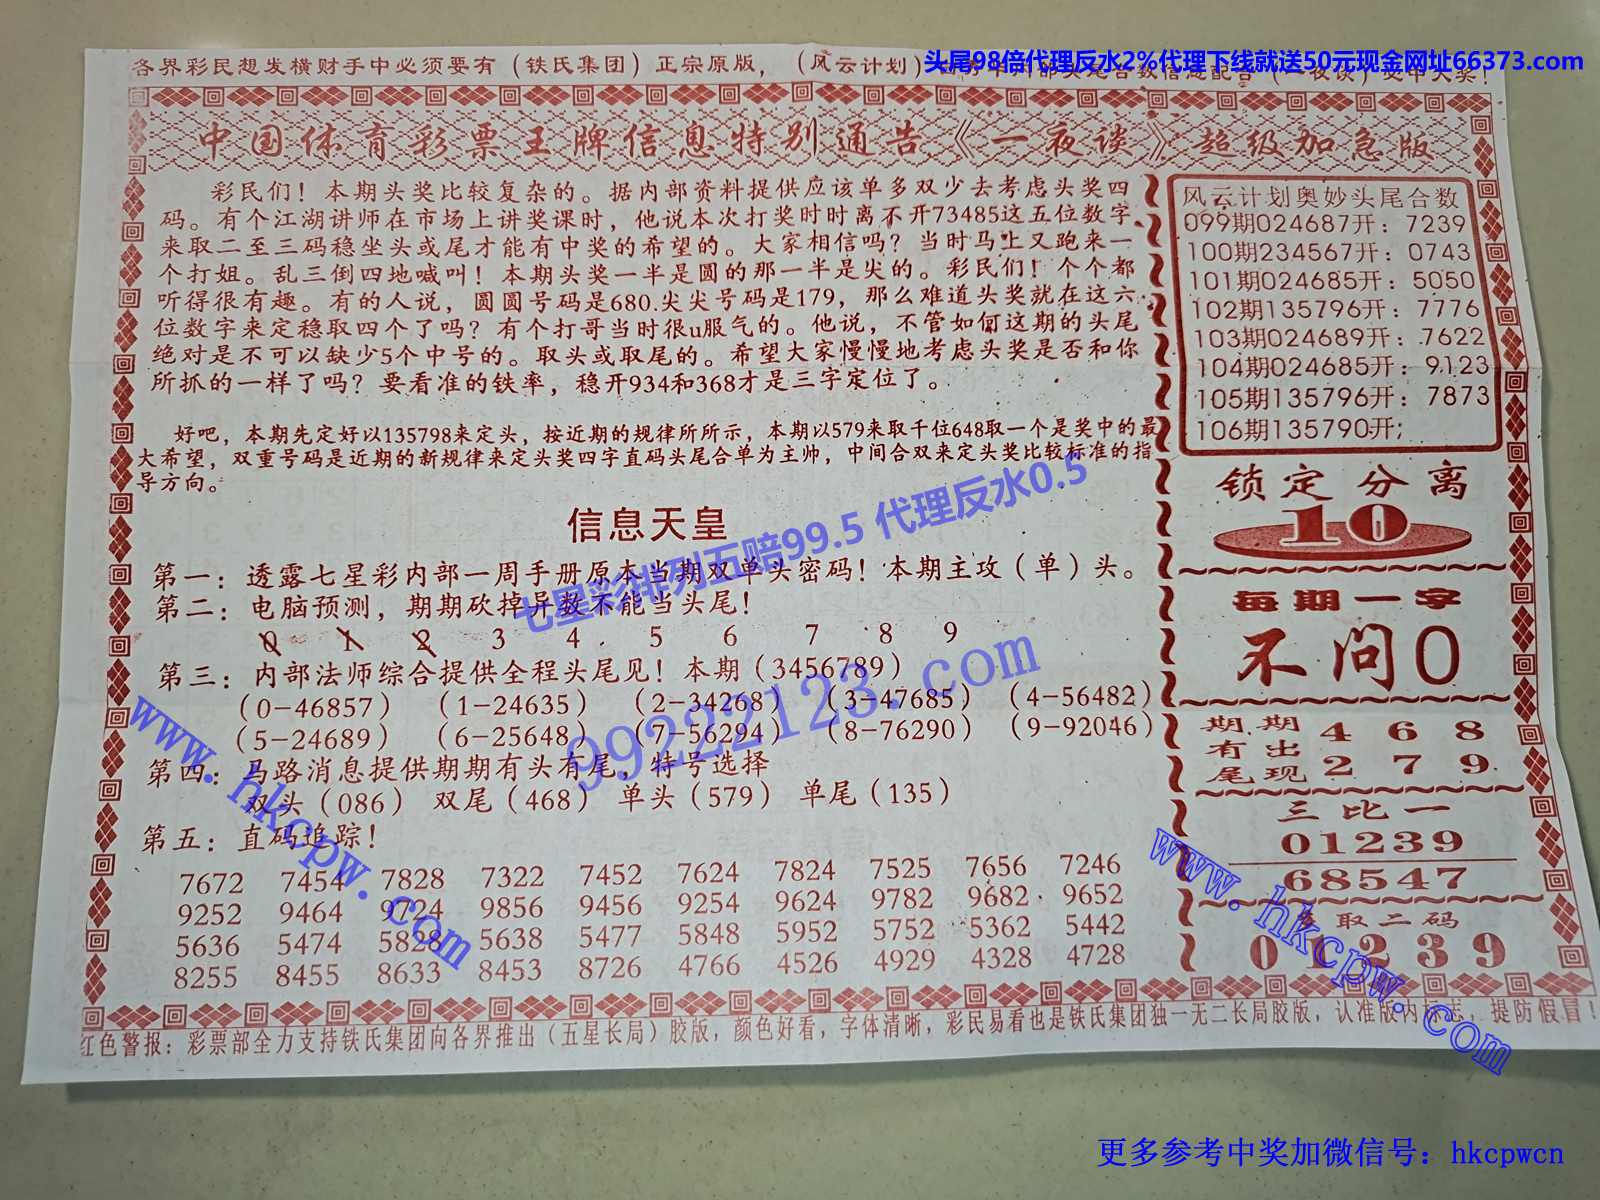 头尾98倍代理反水2%代理下线就送50元现金网址66373.com
各界彩民想发横财手中必须要有（铁氏集团）正宗原版，（风云计划）
中国体育彩票王牌信息特别通告《一夜谈》超级加急版
彩民们！本期头奖比较复杂的。据内部资料提供应该单多双少去考虑头奖四
码。有个江湖讲师在市场上讲奖课时，他说本次打奖时时离不开73485这五位数字
来取二至三码稳坐头或尾才能有中奖的希望的。大家相信吗？当时马上又跑来一
个打姐。乱三倒四地喊叫！本期头奖一半是圆的那一半是尖的。彩民们！个个都
听得很有趣。有的人说，圆圆号码是680.尖尖号码是179，那么难道头奖就在这六
位数字来定稳取四个了吗？有个打哥当时很u服气的。他说，不管如何这期的头尾
绝对是不可以缺少5个中号的。取头或取尾的。希望大家慢慢地考虑头奖是否和你
所抓的一样了吗？要看准的铁率，稳开934和368才是三字定位了。
好吧，本期先定好以135798来定头，按近期的规律所所示，本期以579来取千位648取一个是奖中的最
大希望，双重号码是近期的新规律来定头奖四字直码头尾合单为主帅，中间合双来定头奖比较标准的指
导方向。
信息天皇
第一：透露七星彩内部一周手册原本当期双单头密码！本期主攻（单）头。
第二：电脑预测，期期砍掉异数不能当头尾！
0 1 2 3 4 5 6 7 8 9
第三：内部法师综合提供全程头尾见！本期（3456789）
（0-46857）（1-24635）（2-34268）（3-47685）（4-56482）
（5-24689）（6-25648）（7-56294）（8-76290）（9-92046）
第四：马路消息提供期期有头有尾，特号选择
双头（086） 双尾（468） 单头（579） 单尾（135）
第五：直码追踪！
7672 7454 7828 7322 7452 7624 7824 7525 7656 7246
9252 9464 9724 9856 9456 9254 9624 9782 9682 9652
5636 5474 5828 5638 5477 5848 5952 5752 5362 5442
8255 8455 8633 8453 8726 4766 4526 4929 4328 4728
风云计划奥妙头尾合数
099期024687开：7239
100期234567开：0743
101期024685开：5050
102期135796开：7776
103期024689开：7622
104期024685开：9123
105期135796开：7873
106期135790开；
锁定分离
10
每期一字
不问0
期期 4 6 8
有出
尾现 2 7 9
三比一
01239
68547
取二码
0 1 2 3 9
红色警报：彩票部全力支持铁氏集团向各界推出（五星长局）胶版，颜色好看，字体清晰，彩民易看也是铁氏集团独一无二长局胶版，认准版内标志，提防假冒！
七星彩排列五赔99.5 代理反水0.5
99222123.com
www.hkcpw.com
www.hkcpw.com
更多参考中奖加微信号：hkcpwcn